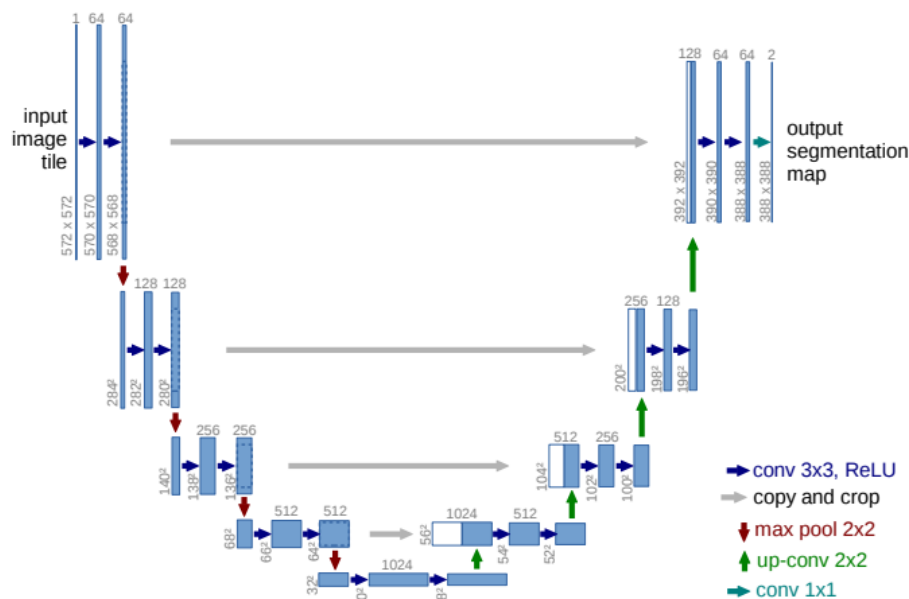 1 64 64
128 64 64 2
input
image
tile
output
segmentation
map
572 x 572
570 x 570
568 x 568
392 x 392
390 x 390
388 x 388
388 x 388
128 128
256 128
284²
282²
280²
200²
198²
196²
256 256
512 256
140²
138²
136²
104²
102²
100²
512 512
1024 512
68²
66²
64²
56²
54²
52²
1024
32²
conv 3x3, ReLU
copy and crop
max pool 2x2
up-conv 2x2
conv 1x1